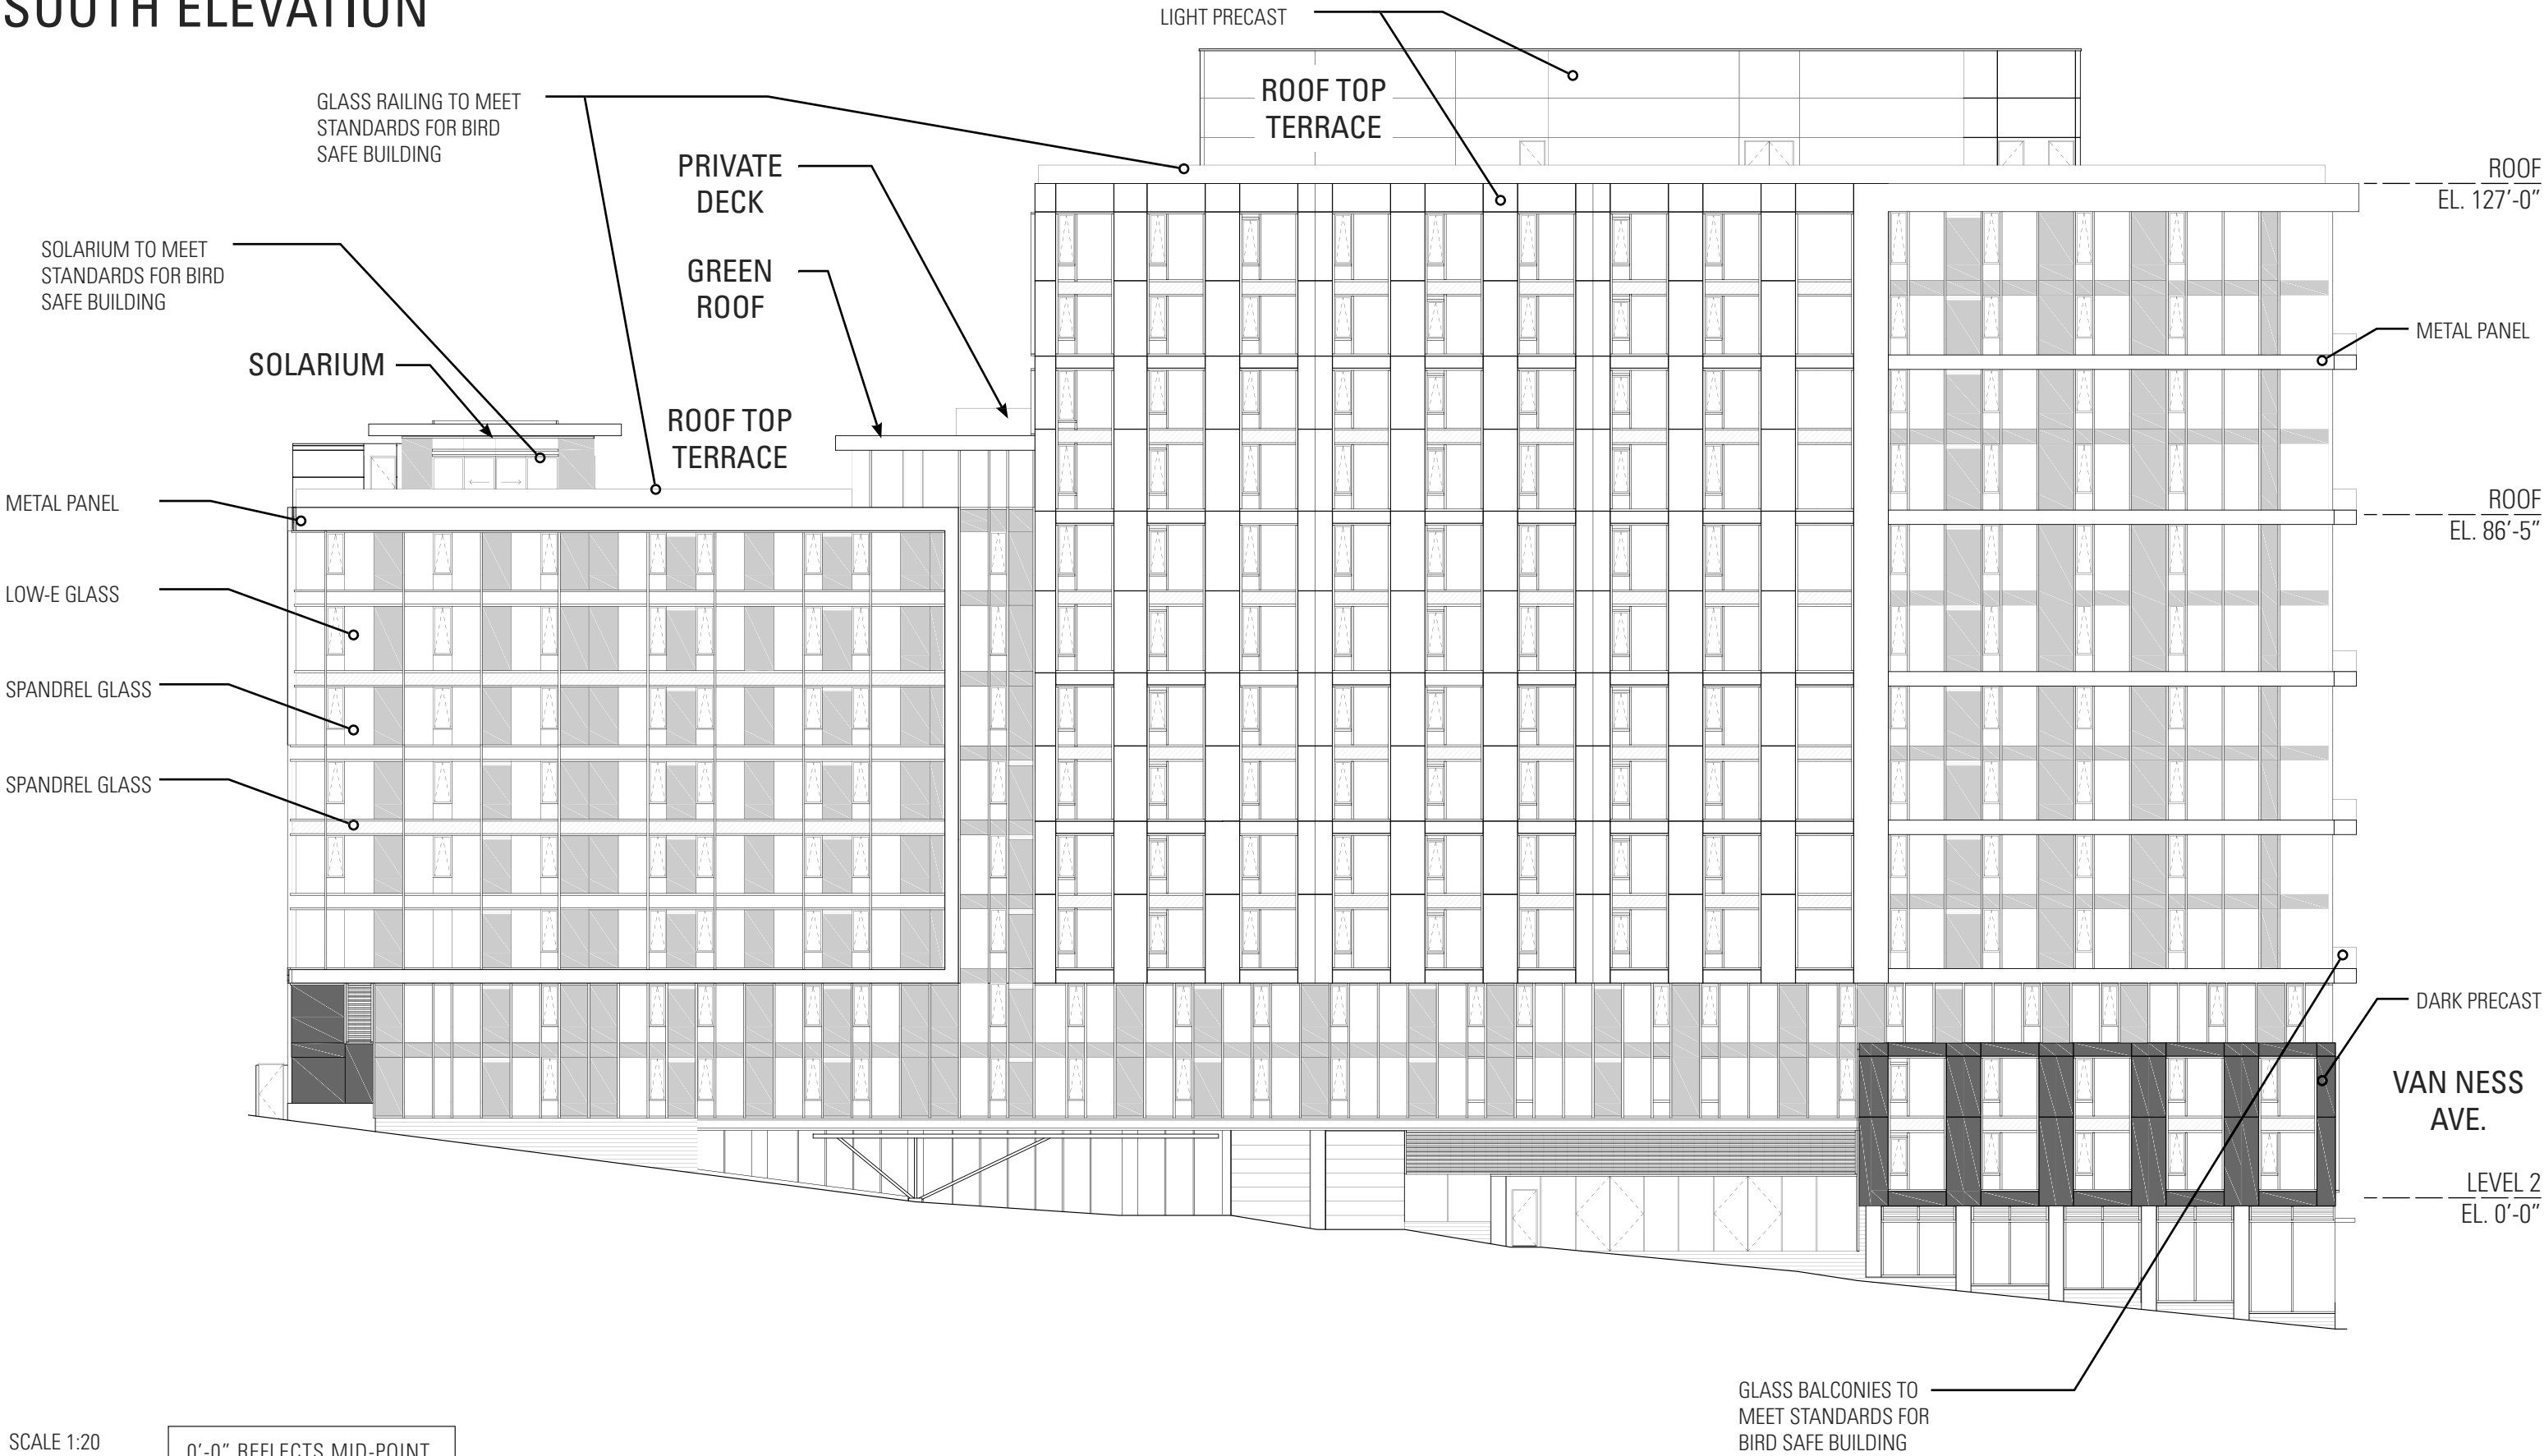 SOUTH ELEVATION
LIGHT PRECAST
ROOF TOP
TERRACE
GLASS RAILING TO MEET
STANDARDS FOR BIRD
SAFE BUILDING
PRIVATE
DECK
ROOF
EL. 127'-0"
SOLARIUM TO MEET
STANDARDS FOR BIRD
SAFE BUILDING
GREEN
ROOF
METAL PANEL
SOLARIUM
ROOF TOP
TERRACE
METAL PANEL
ROOF
EL. 86'-5"
LOW-E GLASS
SPANDREL GLASS
SPANDREL GLASS
DARK PRECAST
VAN NESS
AVE.
LEVEL 2
EL. 0'-0"
GLASS BALCONIES TO
MEET STANDARDS FOR
BIRD SAFE BUILDING
SCALE 1:20
0'-0" REFLECTS MID-POINT